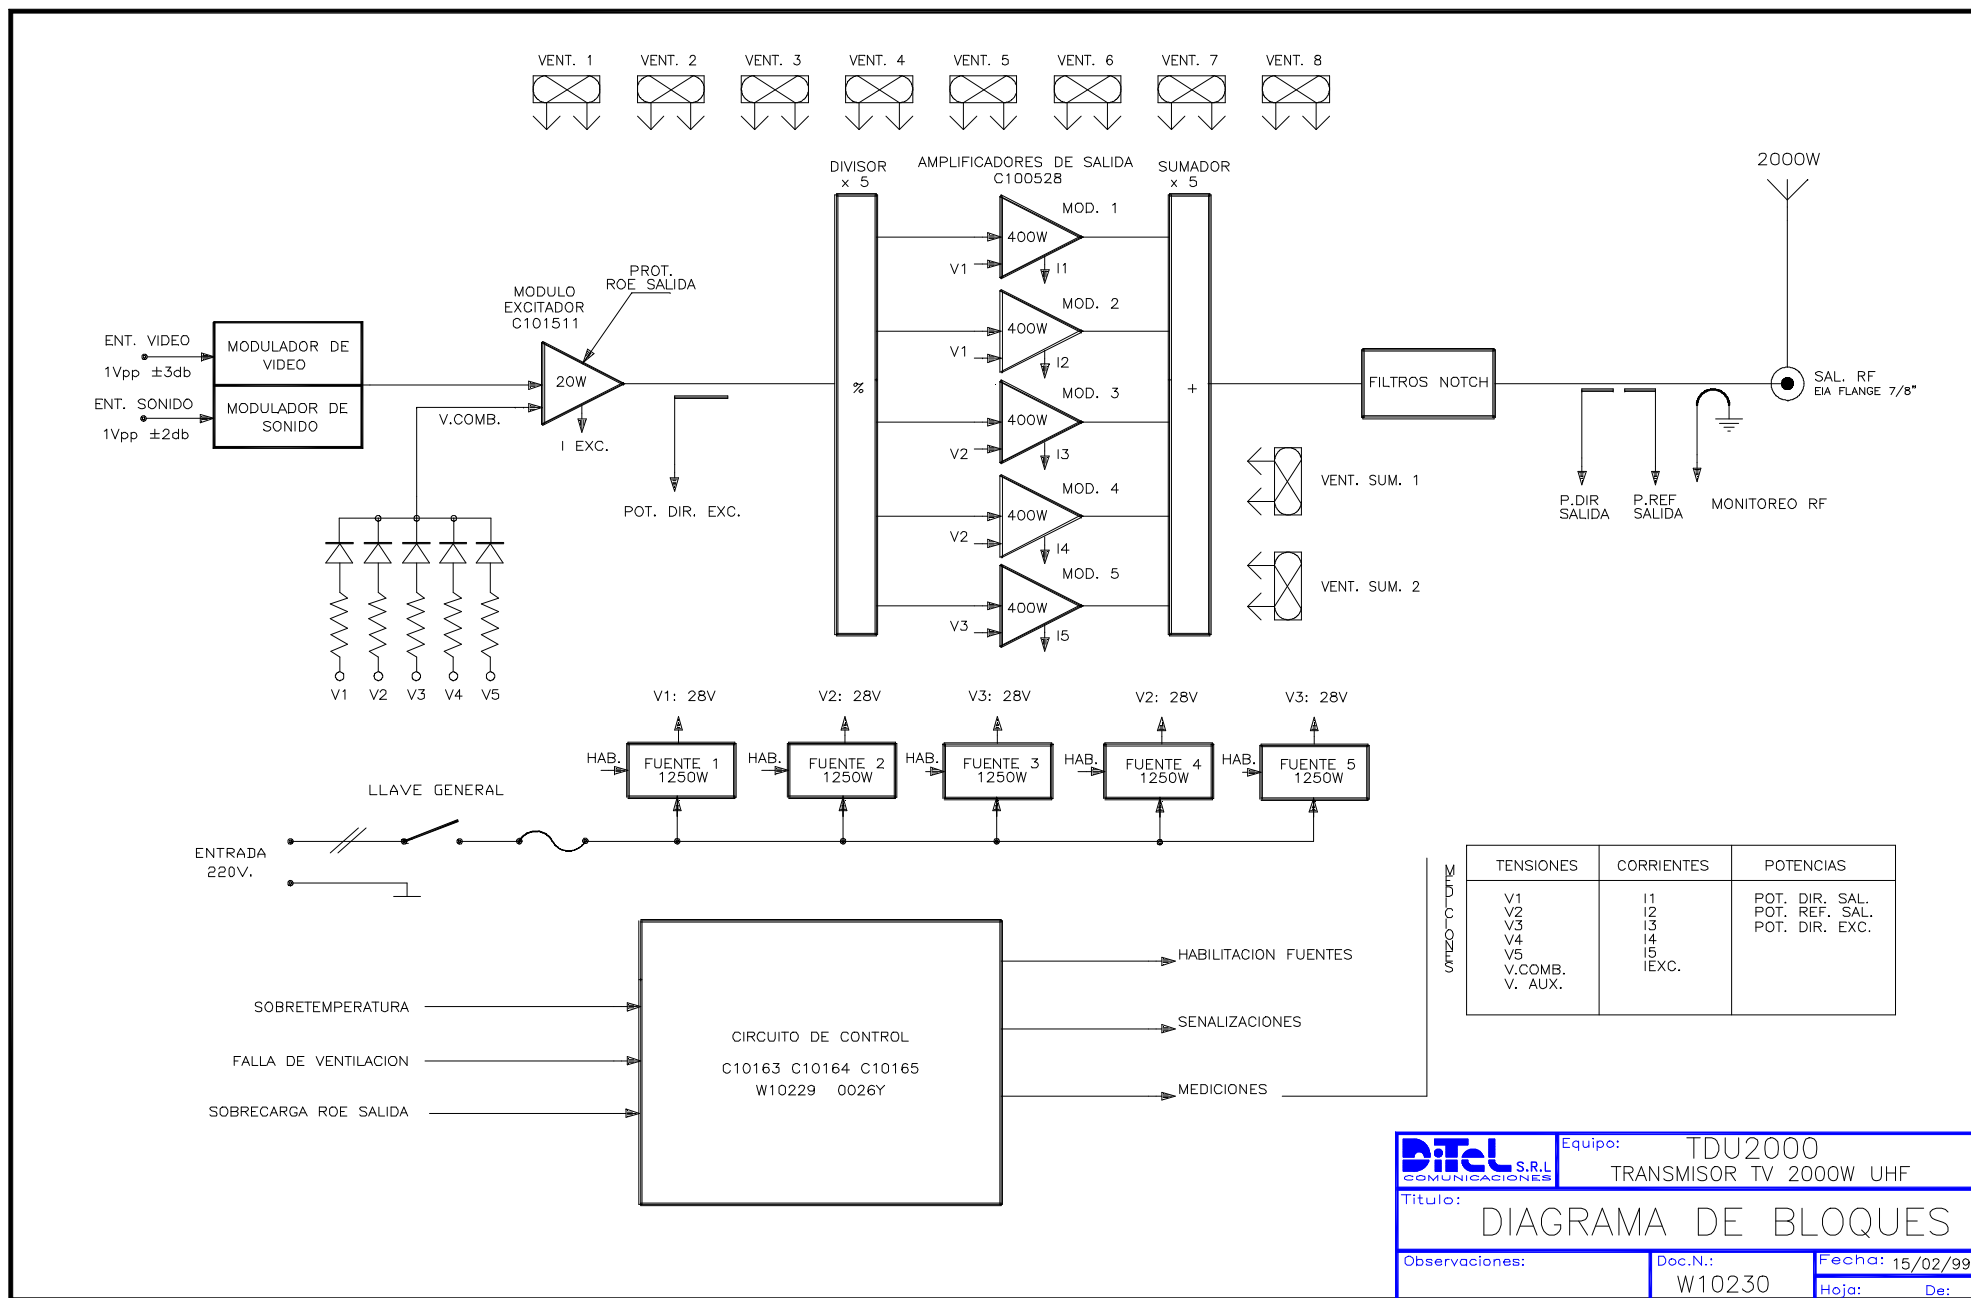 VENT. 1
VENT. 2
VENT. 3
VENT. 4
VENT. 5
VENT. 6
VENT. 7
VENT. 8
DIVISOR
x 5
AMPLIFICADORES DE SALIDA
C100528
SUMADOR
x 5
2000W
MOD. 1
400W
V1
I1
MOD. 2
400W
V1
I2
MOD. 3
400W
V2
I3
MOD. 4
400W
V2
I4
MOD. 5
400W
V3
I5
%
+
PROT.
ROE SALIDA
MODULO
EXCITADOR
C101511
20W
V.COMB.
I EXC.
ENT. VIDEO
1Vpp ±3db
MODULADOR DE
VIDEO
ENT. SONIDO
1Vpp ±2db
MODULADOR DE
SONIDO
POT. DIR. EXC.
FILTROS NOTCH
SAL. RF
EIA FLANGE 7/8"
P.DIR
SALIDA
P.REF
SALIDA
MONITOREO RF
VENT. SUM. 1
VENT. SUM. 2
V1
V2
V3
V4
V5
V1: 28V
V2: 28V
V3: 28V
V2: 28V
V3: 28V
HAB.
FUENTE 1
1250W
HAB.
FUENTE 2
1250W
HAB.
FUENTE 3
1250W
HAB.
FUENTE 4
1250W
HAB.
FUENTE 5
1250W
LLAVE GENERAL
ENTRADA
220V.
MEDICIONES
TENSIONES CORRIENTES POTENCIAS
V1 I1 POT. DIR. SAL.
V2 I2 POT. REF. SAL.
V3 I3 POT. DIR. EXC.
V4 I4
V5 I5
V.COMB. IEXC.
V. AUX.
SOBRETEMPERATURA
FALLA DE VENTILACION
SOBRECARGA ROE SALIDA
CIRCUITO DE CONTROL
C10163 C10164 C10165
W10229 0026Y
HABILITACION FUENTES
SENALIZACIONES
MEDICIONES
DiTeL S.R.L
COMUNICACIONES
Equipo: TDU2000
TRANSMISOR TV 2000W UHF
Titulo:
DIAGRAMA DE BLOQUES
Observaciones:
Doc.N.:
W10230
Fecha: 15/02/99
Hoja: De: